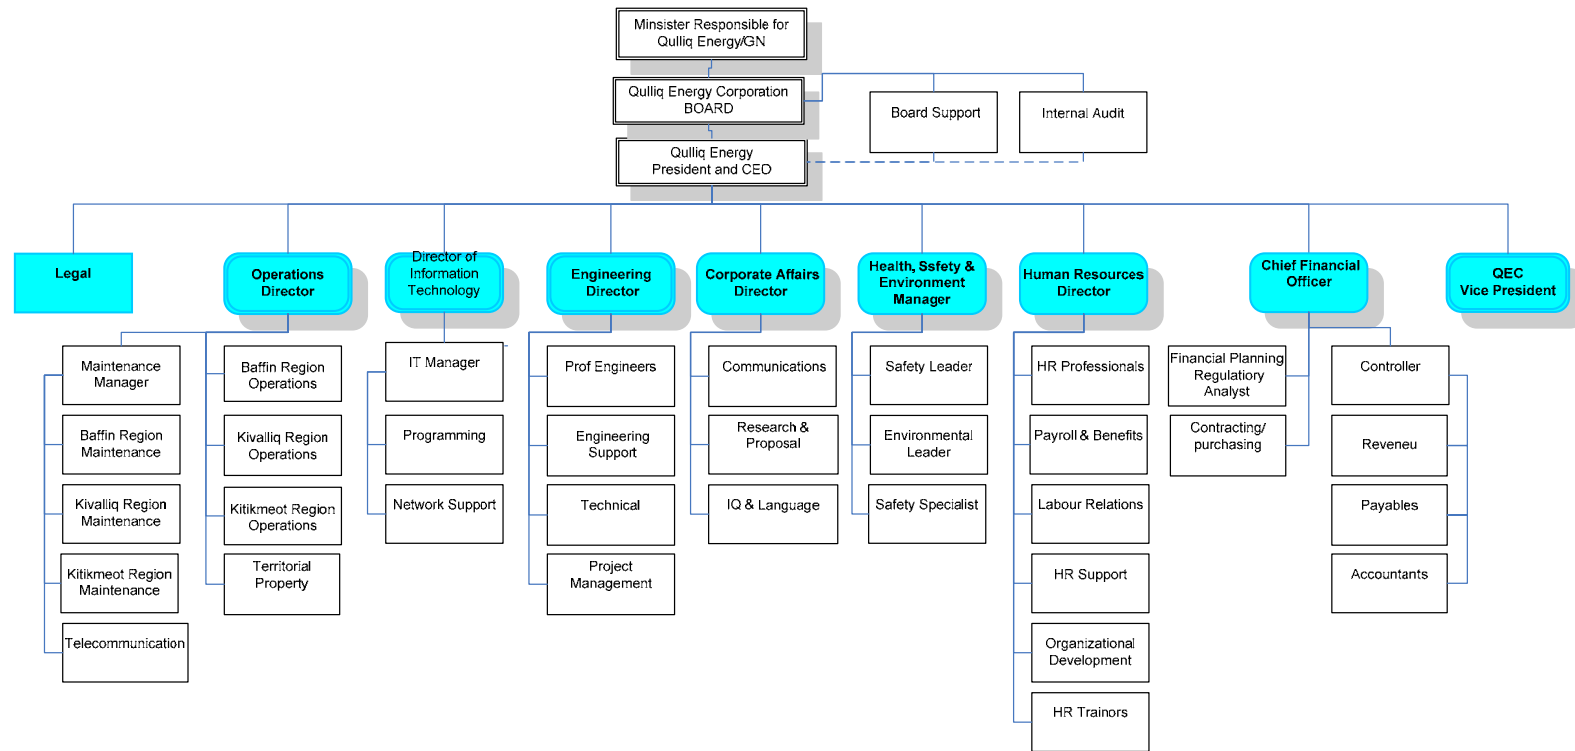 Minsister Responsible for
Qulliq Energy/GN
Qulliq Energy Corporation
BOARD
Board Support
Internal Audit
Qulliq Energy
President and CEO
Legal
Operations
Director
Director of
Information
Technology
Engineering
Director
Corporate Affairs
Director
Health, Ssfety &
Environment
Manager
Human Resources
Director
Chief Financial
Officer
QEC
Vice President
Maintenance
Manager
Baffin Region
Maintenance
Kivalliq Region
Maintenance
Kitikmeot Region
Maintenance
Telecommunication
Baffin Region
Operations
Kivalliq Region
Operations
Kitikmeot Region
Operations
Territorial
Property
IT Manager
Programming
Network Support
Prof Engineers
Engineering
Support
Technical
Project
Management
Communications
Research &
Proposal
IQ & Language
Safety Leader
Environmental
Leader
Safety Specialist
HR Professionals
Payroll & Benefits
Labour Relations
HR Support
Organizational
Development
HR Trainors
Financial Planning
Regulatiory
Analyst
Contracting/
purchasing
Controller
Reveneu
Payables
Accountants